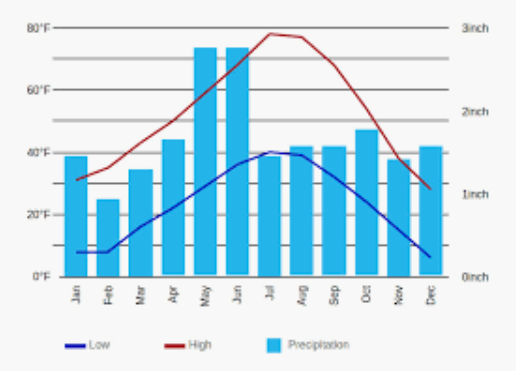 80°F
3inch
60°F
2inch
40°F
1inch
20°F
0°F
0inch
Jan Feb Mar Apr May Jun Jul Aug Sep Oct Nov Dec
Low High Precipitation